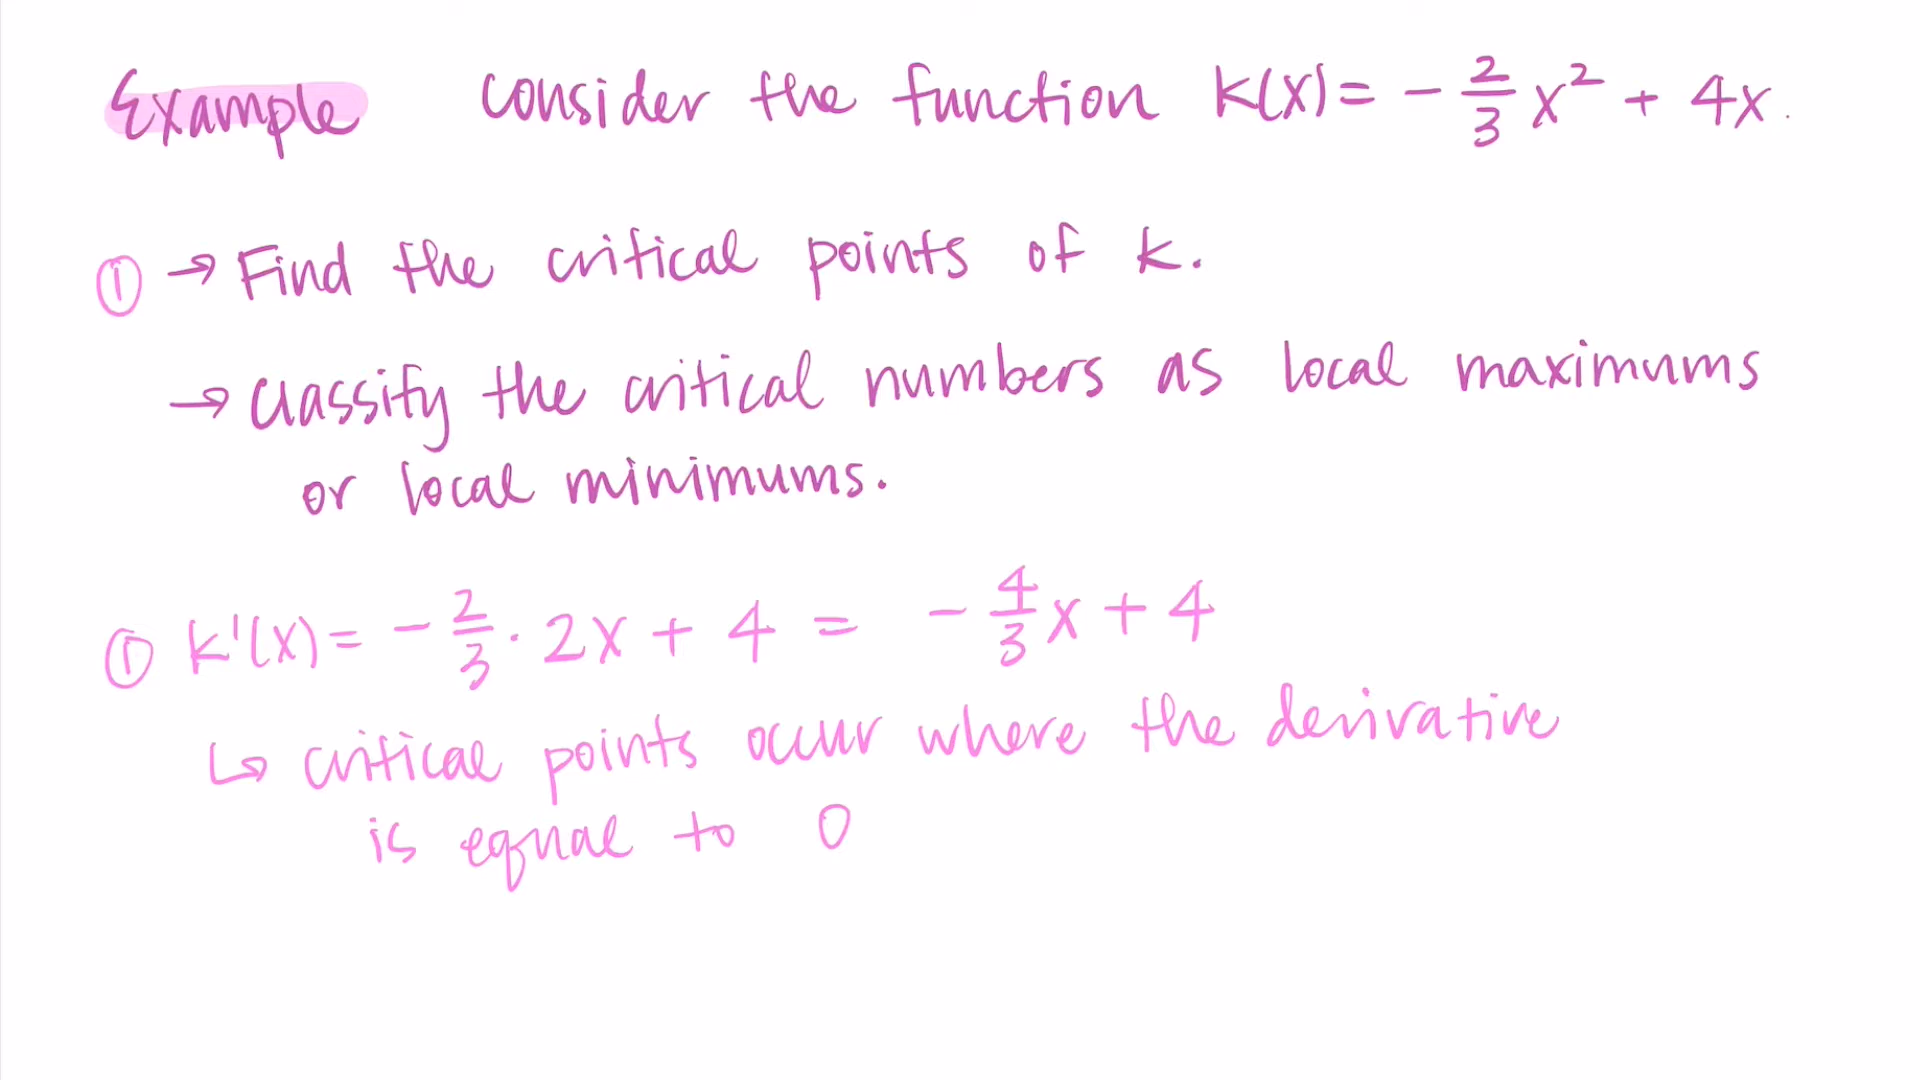 Example consider the function k(x) = - 2/3 x² + 4x.
① → Find the critical points of k.
→ classify the critical numbers as local maximums
or local minimums.
① k'(x) = - 2/3 · 2x + 4 = - 4/3 x + 4
↳ critical points occur where the derivative
is equal to 0